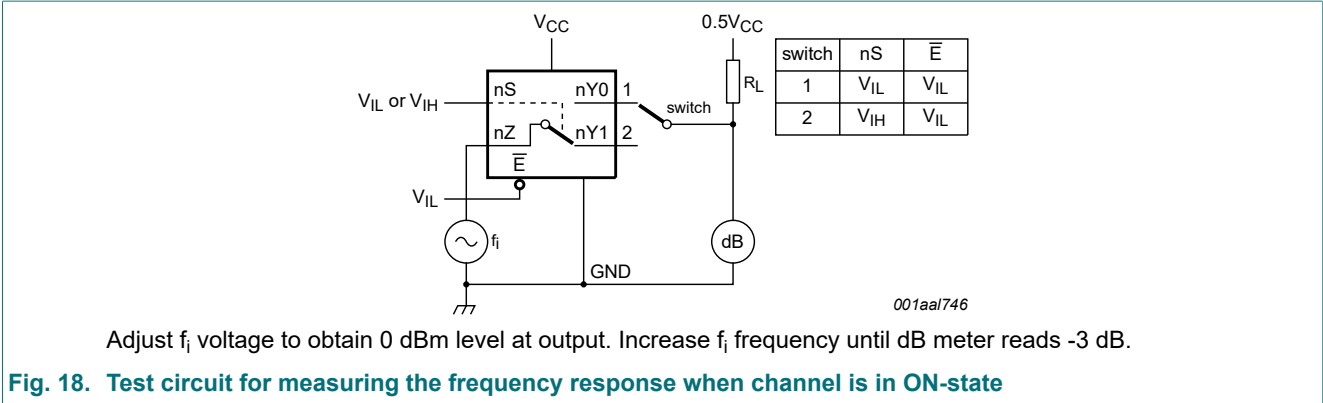 V_CC
0.5V_CC
switch nS E̅
1 V_IL V_IL
2 V_IH V_IL
R_L
V_IL or V_IH
nS nY0 1
switch
nZ nY1 2
E̅
V_IL
f_i
dB
GND
001aal746
Adjust f_i voltage to obtain 0 dBm level at output. Increase f_i frequency until dB meter reads -3 dB.
Fig. 18. Test circuit for measuring the frequency response when channel is in ON-state